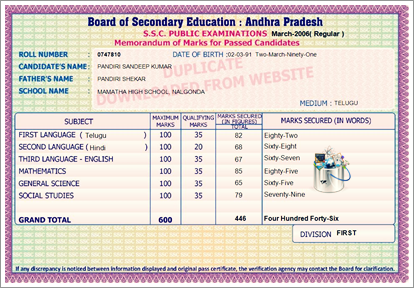 Board of Secondary Education : Andhra Pradesh
S.S.C. PUBLIC EXAMINATIONS March-2006( Regular )
Memorandum of Marks for Passed Candidates
ROLL NUMBER : 0747810 DATE OF BIRTH :02-03-91 Two-March-Ninety-One
CANDIDATE'S NAME : PANDIRI SANDEEP KUMAR
FATHER'S NAME : PANDIRI SHEKAR
SCHOOL NAME : MAMATHA HIGH SCHOOL, NALGONDA
DUPLICATE
DOWNLOADED FROM WEBSITE
MEDIUM : TELUGU
SUBJECT MAXIMUM MARKS QUALIFYING MARKS MARKS SECURED (IN FIGURES) TOTAL MARKS SECURED (IN WORDS)
FIRST LANGUAGE ( Telugu ) 100 35 82 Eighty-Two
SECOND LANGUAGE ( Hindi ) 100 20 68 Sixty-Eight
THIRD LANGUAGE - ENGLISH 100 35 67 Sixty-Seven
MATHEMATICS 100 35 85 Eighty-Five
GENERAL SCIENCE 100 35 65 Sixty-Five
SOCIAL STUDIES 100 35 79 Seventy-Nine
GRAND TOTAL 600 446 Four Hundred Forty-Six
DIVISION FIRST
If any discrepancy is noticed between Information displayed and original pass certificate, the verification agency may contact the Board for clarification.